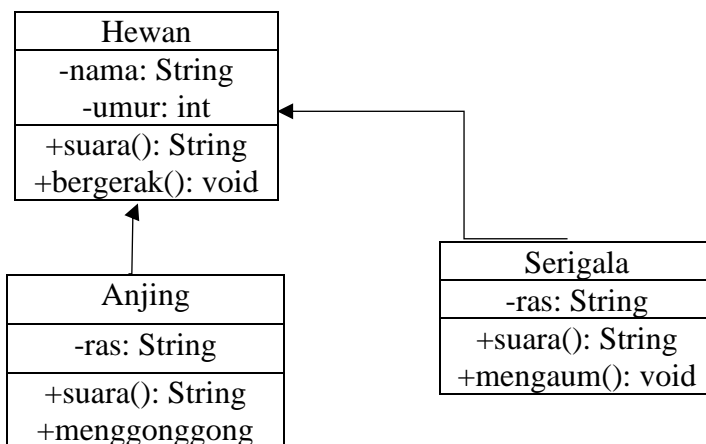 Hewan
-nama: String
-umur: int
+suara(): String
+bergerak(): void
Anjing
-ras: String
+suara(): String
+menggonggong
Serigala
-ras: String
+suara(): String
+mengaum(): void